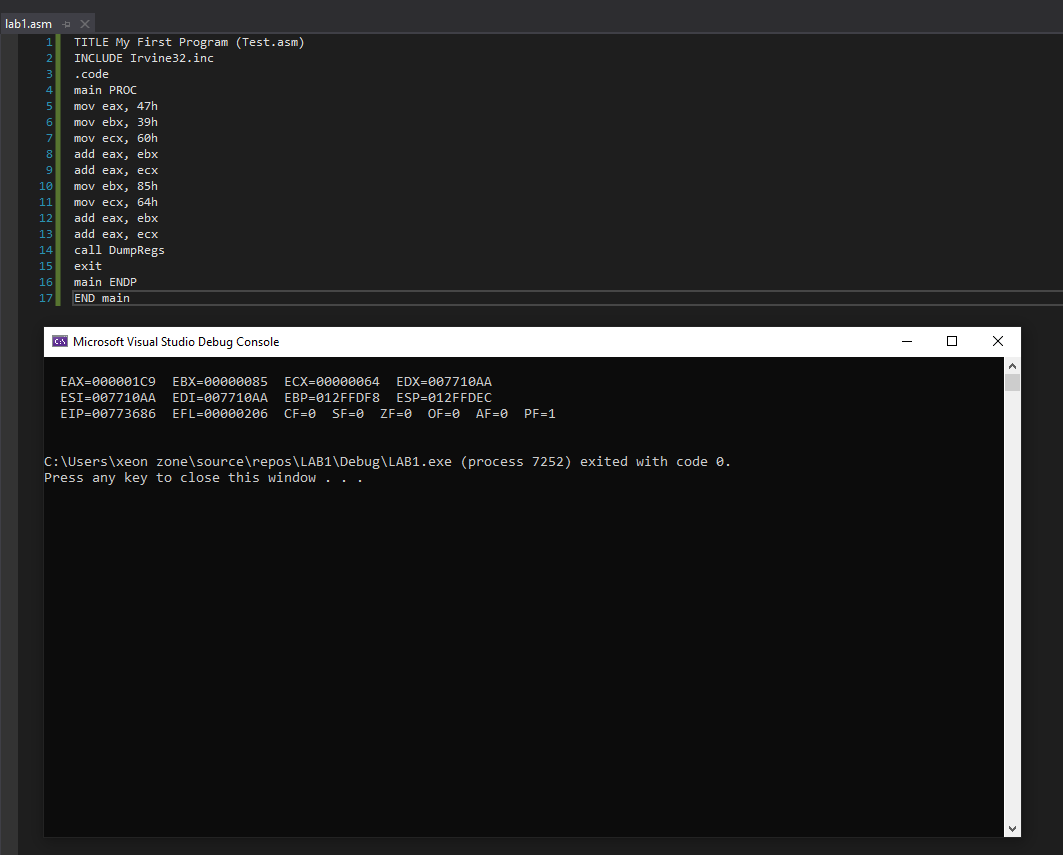 lab1.asm
1 TITLE My First Program (Test.asm)
2 INCLUDE Irvine32.inc
3 .code
4 main PROC
5 mov eax, 47h
6 mov ebx, 39h
7 mov ecx, 60h
8 add eax, ebx
9 add eax, ecx
10 mov ebx, 85h
11 mov ecx, 64h
12 add eax, ebx
13 add eax, ecx
14 call DumpRegs
15 exit
16 main ENDP
17 END main
C:\ Microsoft Visual Studio Debug Console
EAX=000001C9 EBX=00000085 ECX=00000064 EDX=007710AA
ESI=007710AA EDI=007710AA EBP=012FFDF8 ESP=012FFDEC
EIP=00773686 EFL=00000206 CF=0 SF=0 ZF=0 OF=0 AF=0 PF=1
C:\Users\xeon zone\source\repos\LAB1\Debug\LAB1.exe (process 7252) exited with code 0.
Press any key to close this window . . .